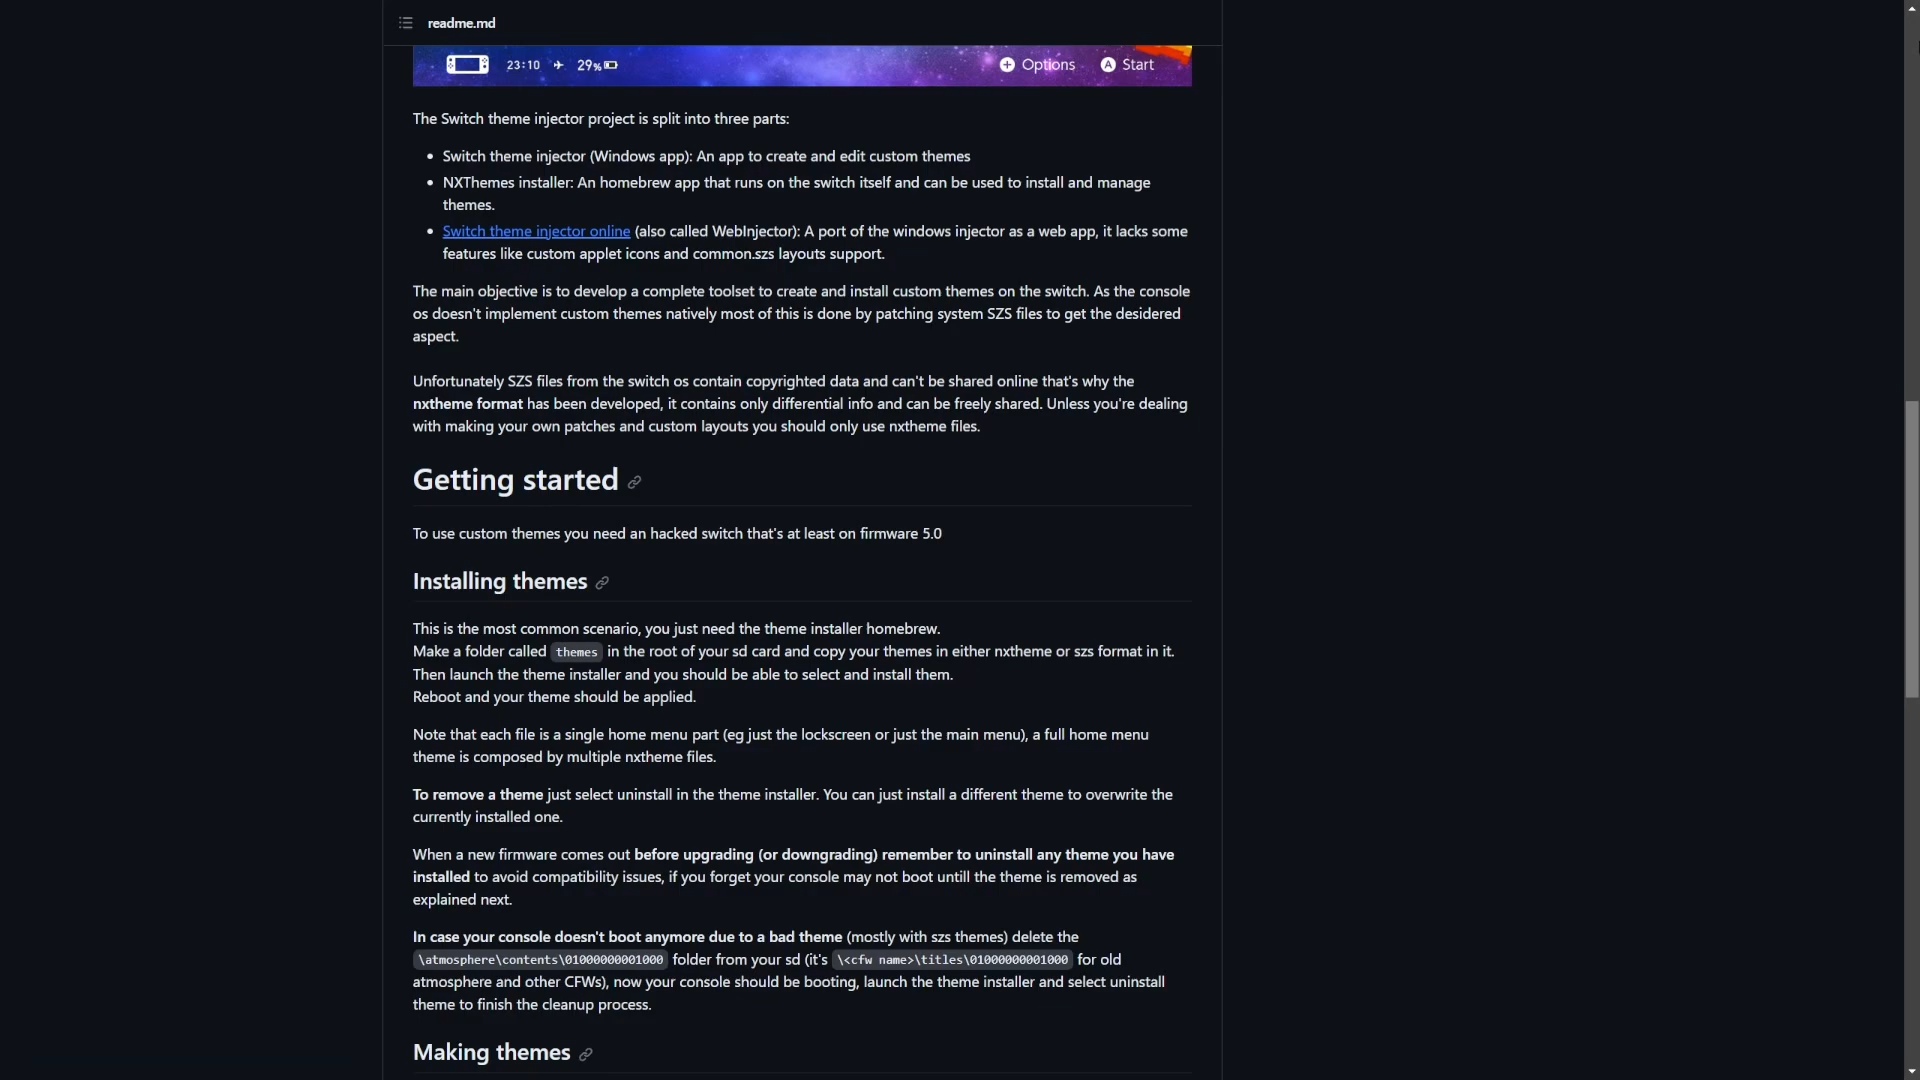 readme.md
23:10 29%
Options
A Start
The Switch theme injector project is split into three parts:
Switch theme injector (Windows app): An app to create and edit custom themes
NXThemes installer: An homebrew app that runs on the switch itself and can be used to install and manage
themes.
Switch theme injector online (also called WebInjector): A port of the windows injector as a web app, it lacks some
features like custom applet icons and common.szs layouts support.
The main objective is to develop a complete toolset to create and install custom themes on the switch. As the console
os doesn't implement custom themes natively most of this is done by patching system SZS files to get the desidered
aspect.
Unfortunately SZS files from the switch os contain copyrighted data and can't be shared online that's why the
nxtheme format has been developed, it contains only differential info and can be freely shared. Unless you're dealing
with making your own patches and custom layouts you should only use nxtheme files.
Getting started
To use custom themes you need an hacked switch that's at least on firmware 5.0
Installing themes
This is the most common scenario, you just need the theme installer homebrew.
Make a folder called themes in the root of your sd card and copy your themes in either nxtheme or szs format in it.
Then launch the theme installer and you should be able to select and install them.
Reboot and your theme should be applied.
Note that each file is a single home menu part (eg just the lockscreen or just the main menu), a full home menu
theme is composed by multiple nxtheme files.
To remove a theme just select uninstall in the theme installer. You can just install a different theme to overwrite the
currently installed one.
When a new firmware comes out before upgrading (or downgrading) remember to uninstall any theme you have
installed to avoid compatibility issues, if you forget your console may not boot untill the theme is removed as
explained next.
In case your console doesn't boot anymore due to a bad theme (mostly with szs themes) delete the
\atmosphere\contents\01000000001000 folder from your sd (it's \<cfw name>\titles\01000000001000 for old
atmosphere and other CFWs), now your console should be booting, launch the theme installer and select uninstall
theme to finish the cleanup process.
Making themes